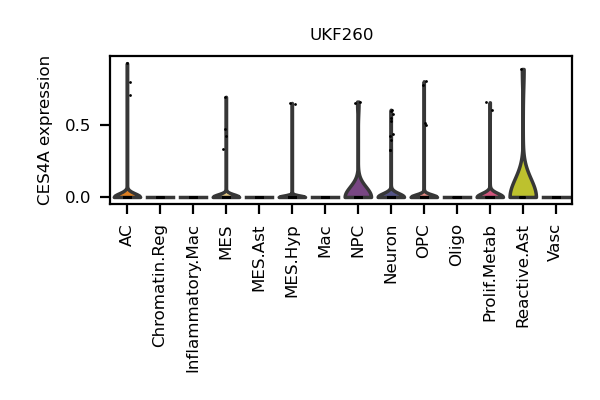 UKF260
CES4A expression
0.5
0.0
AC
Chromatin.Reg
Inflammatory.Mac
MES
MES.Ast
MES.Hyp
Mac
NPC
Neuron
OPC
Oligo
Prolif.Metab
Reactive.Ast
Vasc